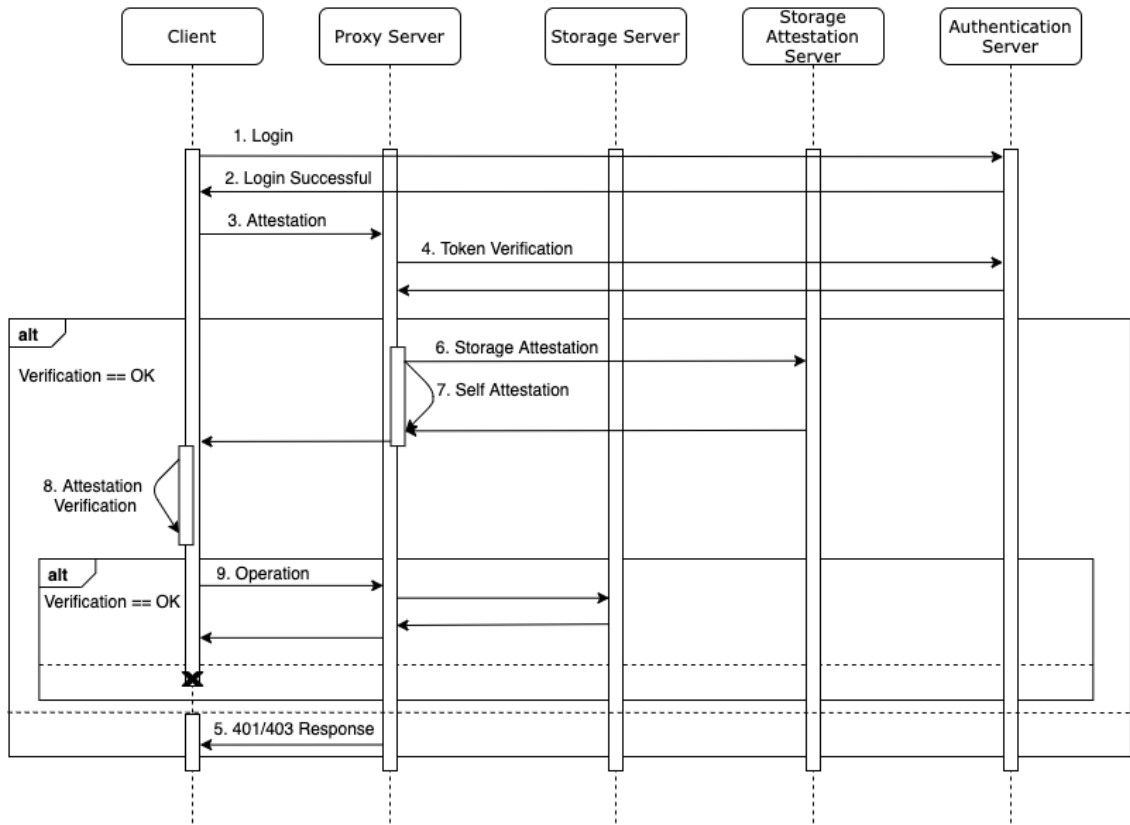 Client
Proxy Server
Storage Server
Storage
Attestation
Server
Authentication
Server
1. Login
2. Login Successful
3. Attestation
4. Token Verification
alt
Verification == OK
6. Storage Attestation
7. Self Attestation
8. Attestation
Verification
alt
9. Operation
Verification == OK
5. 401/403 Response